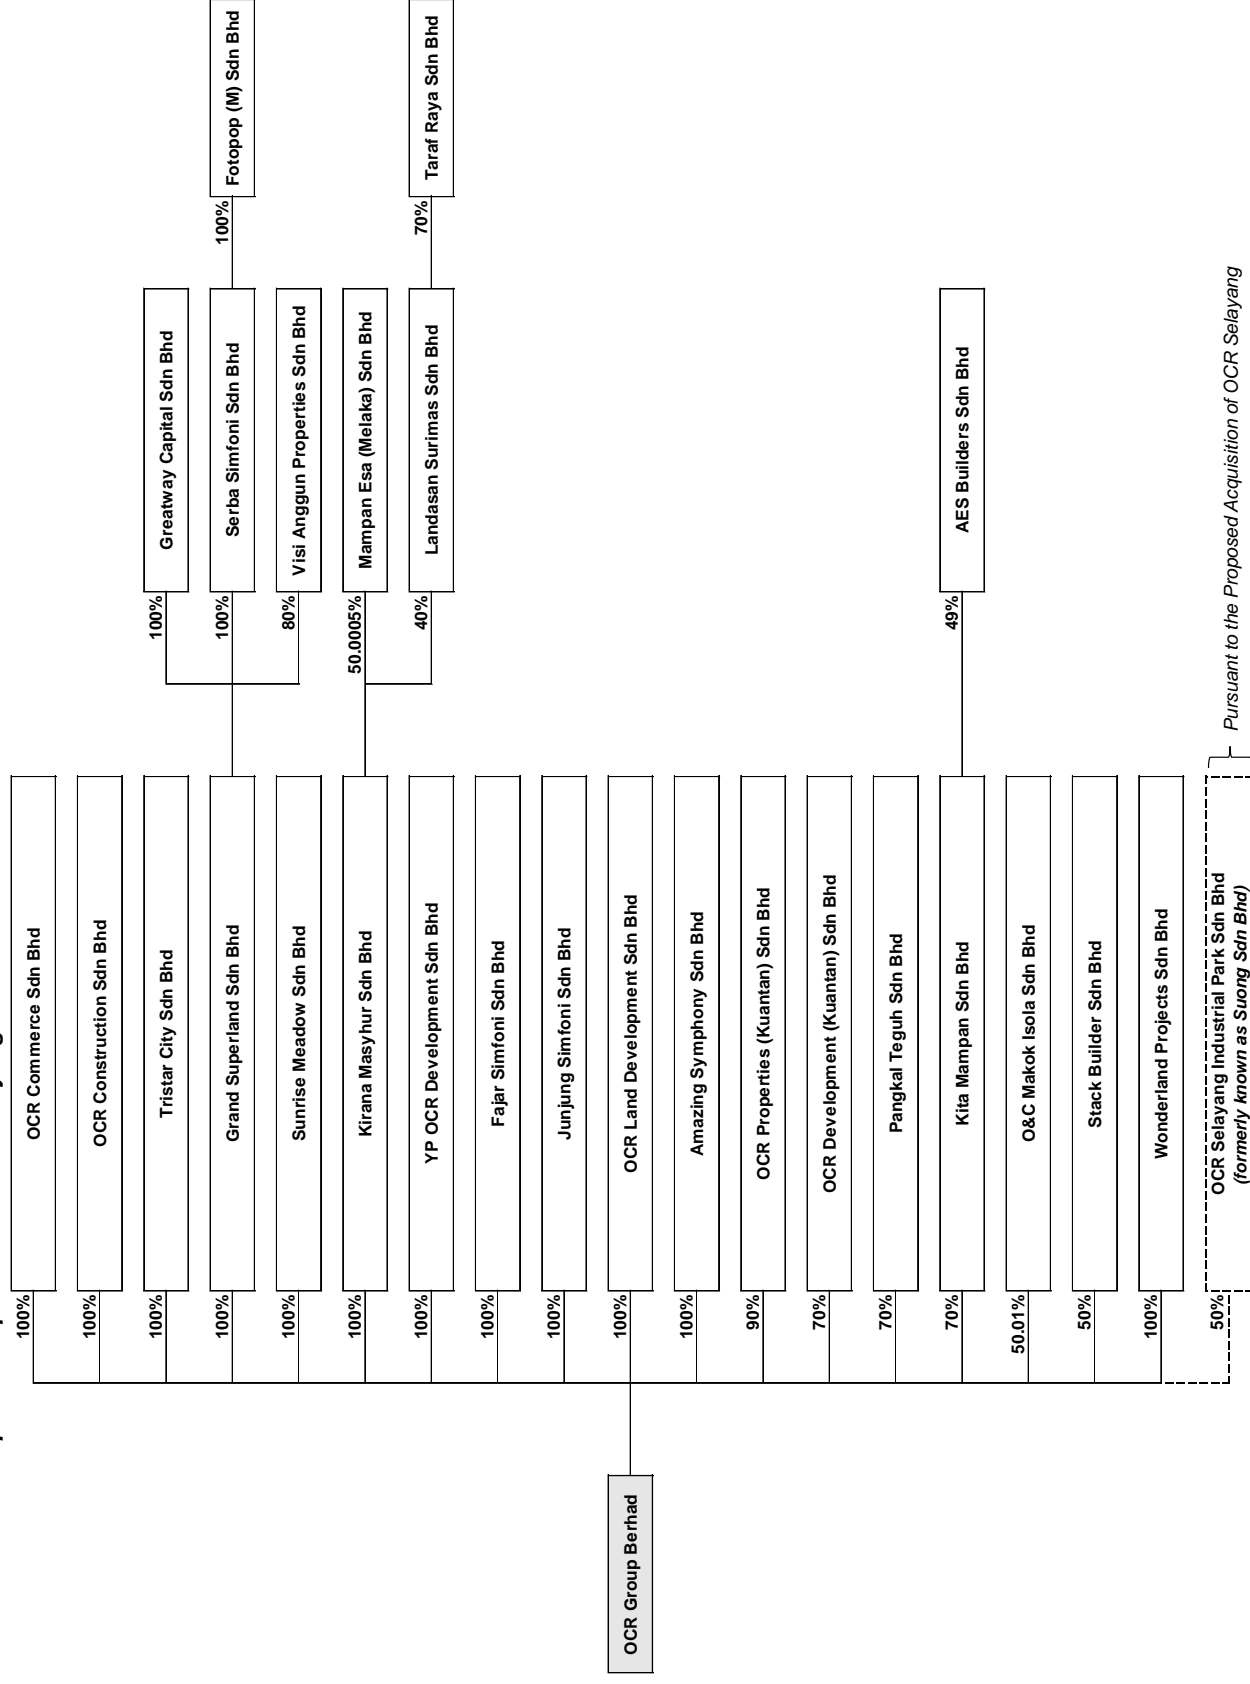 OCR Group Berhad
100%
OCR Commerce Sdn Bhd
100%
OCR Construction Sdn Bhd
100%
Tristar City Sdn Bhd
100%
Grand Superland Sdn Bhd
100%
Greatway Capital Sdn Bhd
100%
Serba Simfoni Sdn Bhd
100%
Fotopop (M) Sdn Bhd
80%
Visi Anggun Properties Sdn Bhd
100%
Sunrise Meadow Sdn Bhd
100%
Kirana Masyhur Sdn Bhd
50.0005%
Mampan Esa (Melaka) Sdn Bhd
40%
Landasan Surimas Sdn Bhd
70%
Taraf Raya Sdn Bhd
100%
YP OCR Development Sdn Bhd
100%
Fajar Simfoni Sdn Bhd
100%
Junjung Simfoni Sdn Bhd
100%
OCR Land Development Sdn Bhd
100%
Amazing Symphony Sdn Bhd
90%
OCR Properties (Kuantan) Sdn Bhd
70%
OCR Development (Kuantan) Sdn Bhd
70%
Pangkal Teguh Sdn Bhd
70%
Kita Mampan Sdn Bhd
49%
AES Builders Sdn Bhd
50.01%
O&C Makok Isola Sdn Bhd
50%
Stack Builder Sdn Bhd
100%
Wonderland Projects Sdn Bhd
50%
OCR Selayang Industrial Park Sdn Bhd
(formerly known as Suong Sdn Bhd)
Pursuant to the Proposed Acquisition of OCR Selayang